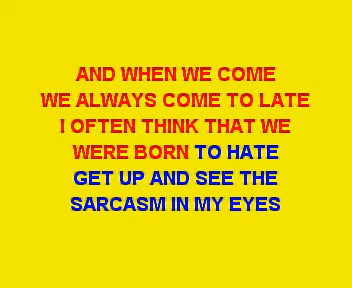 AND WHEN WE COME
WE ALWAYS COME TO LATE
I OFTEN THINK THAT WE
WERE BORN TO HATE
GET UP AND SEE THE
SARCASM IN MY EYES